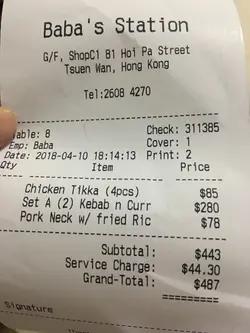 Baba's Station
G/F, ShopC1 81 Hoi Pa Street
Tsuen Wan, Hong Kong
Tel:2608 4270
Table: 8 Check: 311385
Emp: Baba Cover: 1
Date: 2018-04-10 18:14:13 Print: 2
Qty Item Price
Chicken Tikka (4pcs) $85
Set A (2) Kebab n Curr $280
Pork Neck w/ fried Ric $78
Subtotal: $443
Service Charge: $44.30
Grand-Total: $487
=========
Signature